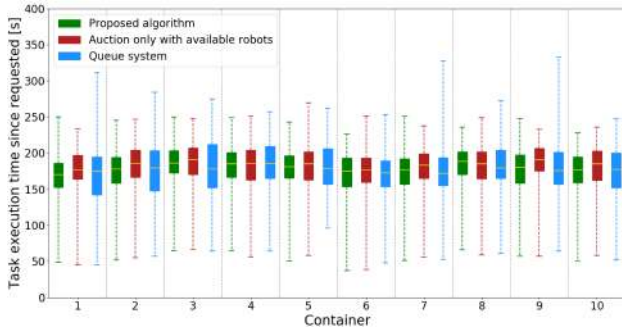 Task execution time since requested [s]
400
350
300
250
200
150
100
50
0
Proposed algorithm
Auction only with available robots
Queue system
1 2 3 4 5 6 7 8 9 10
Container